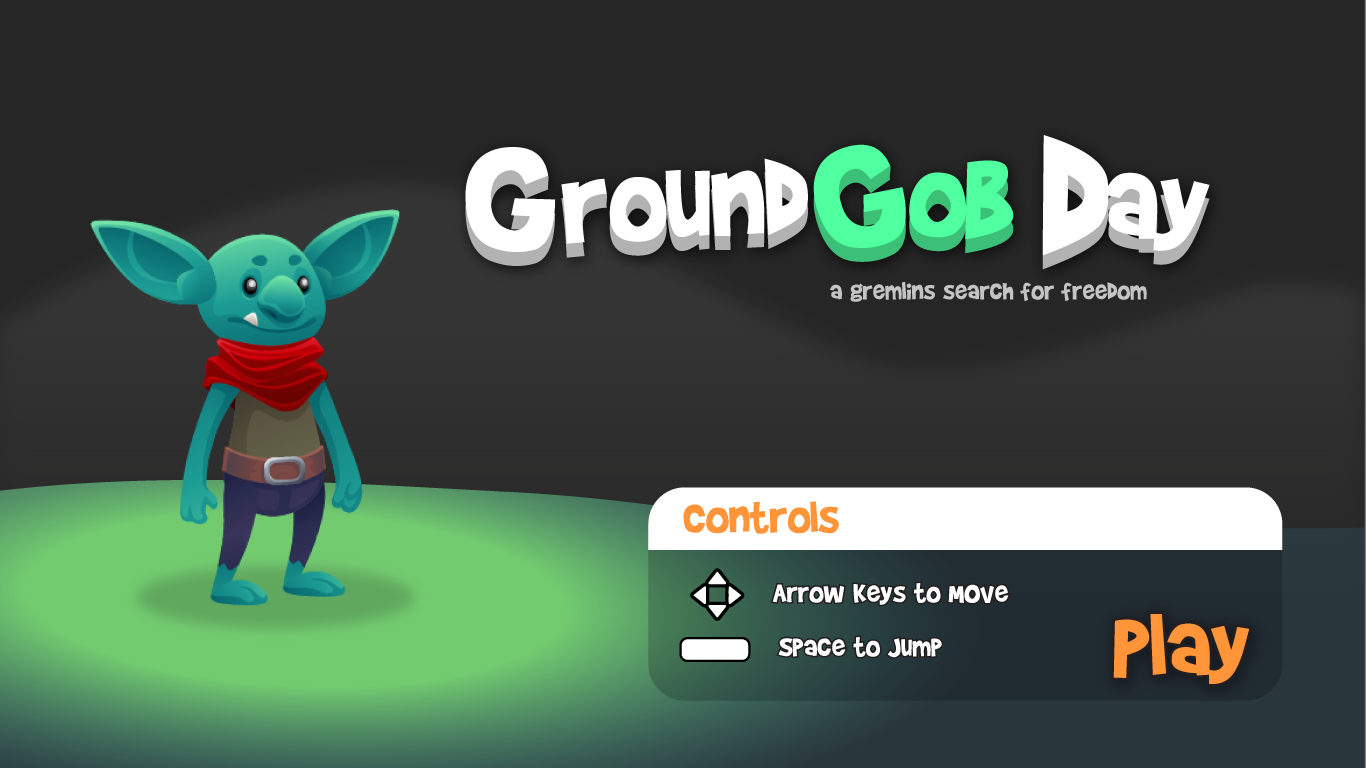 GroundGob Day
a gremlins search for freedom
Controls
Arrow Keys to move
Space to Jump
Play